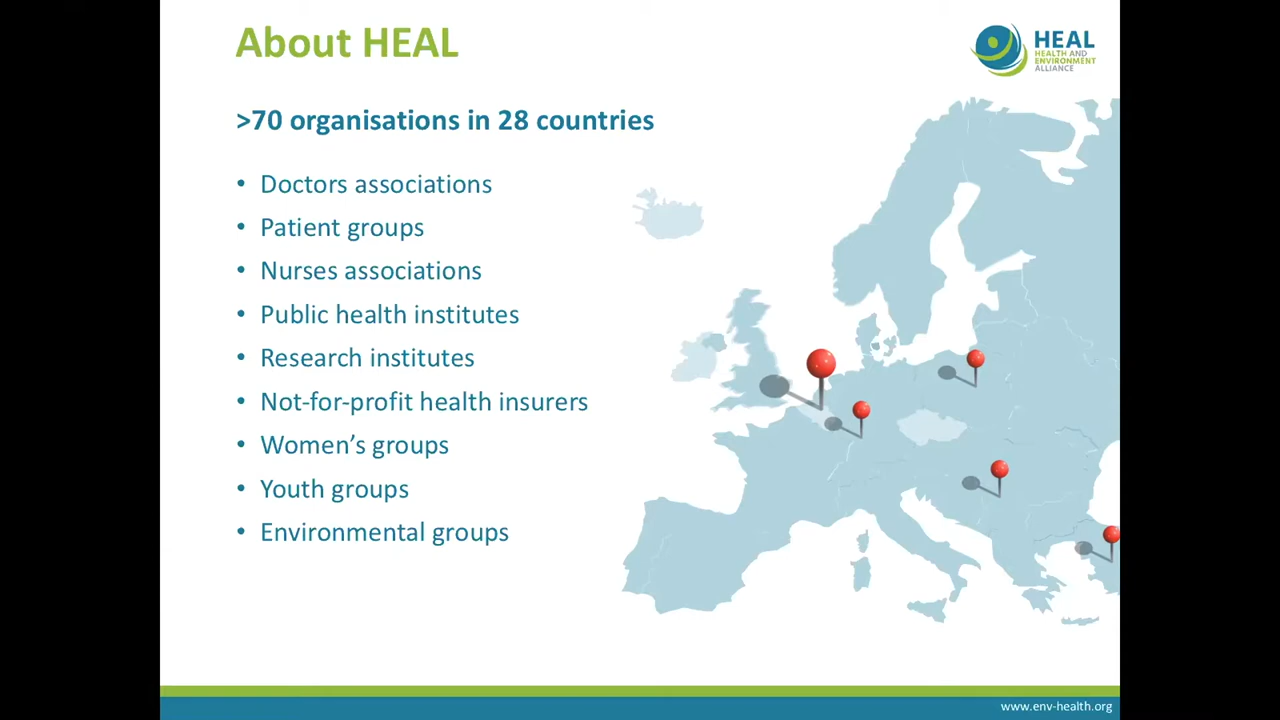 About HEAL
HEAL
HEALTH AND
ENVIRONMENT
ALLIANCE
>70 organisations in 28 countries
• Doctors associations
• Patient groups
• Nurses associations
• Public health institutes
• Research institutes
• Not-for-profit health insurers
• Women’s groups
• Youth groups
• Environmental groups
www.env-health.org